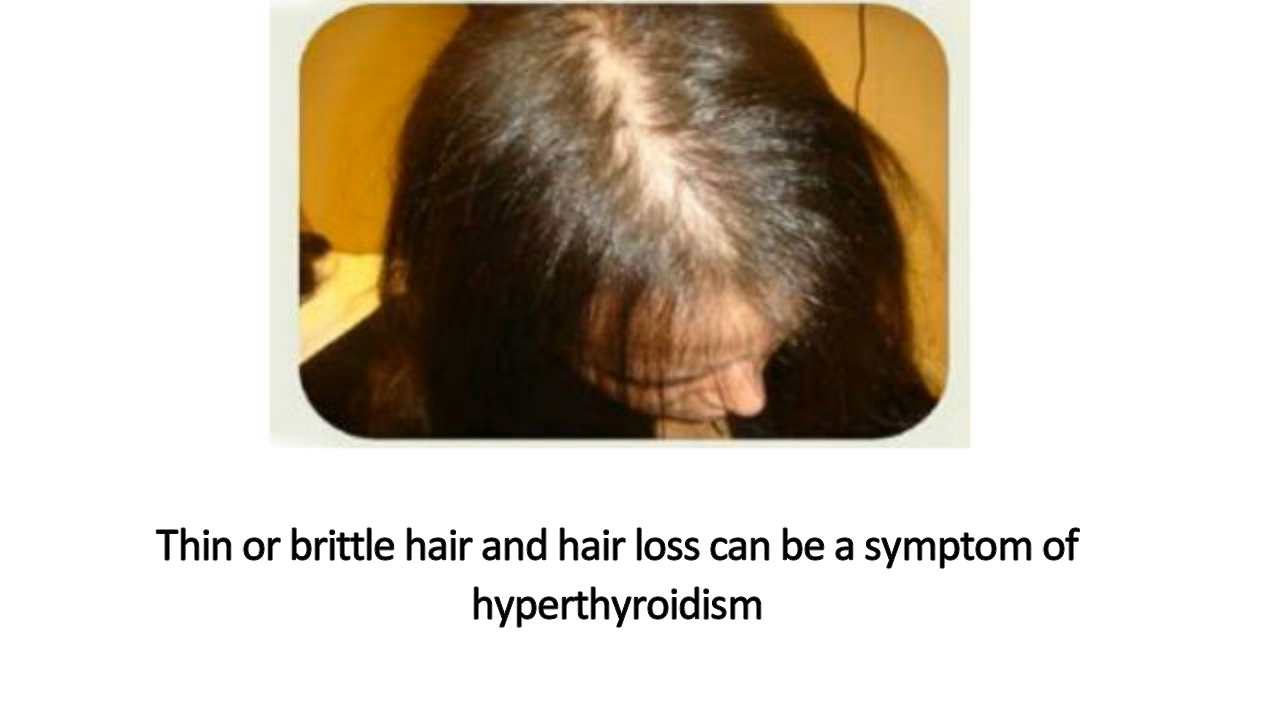 Thin or brittle hair and hair loss can be a symptom of
hyperthyroidism